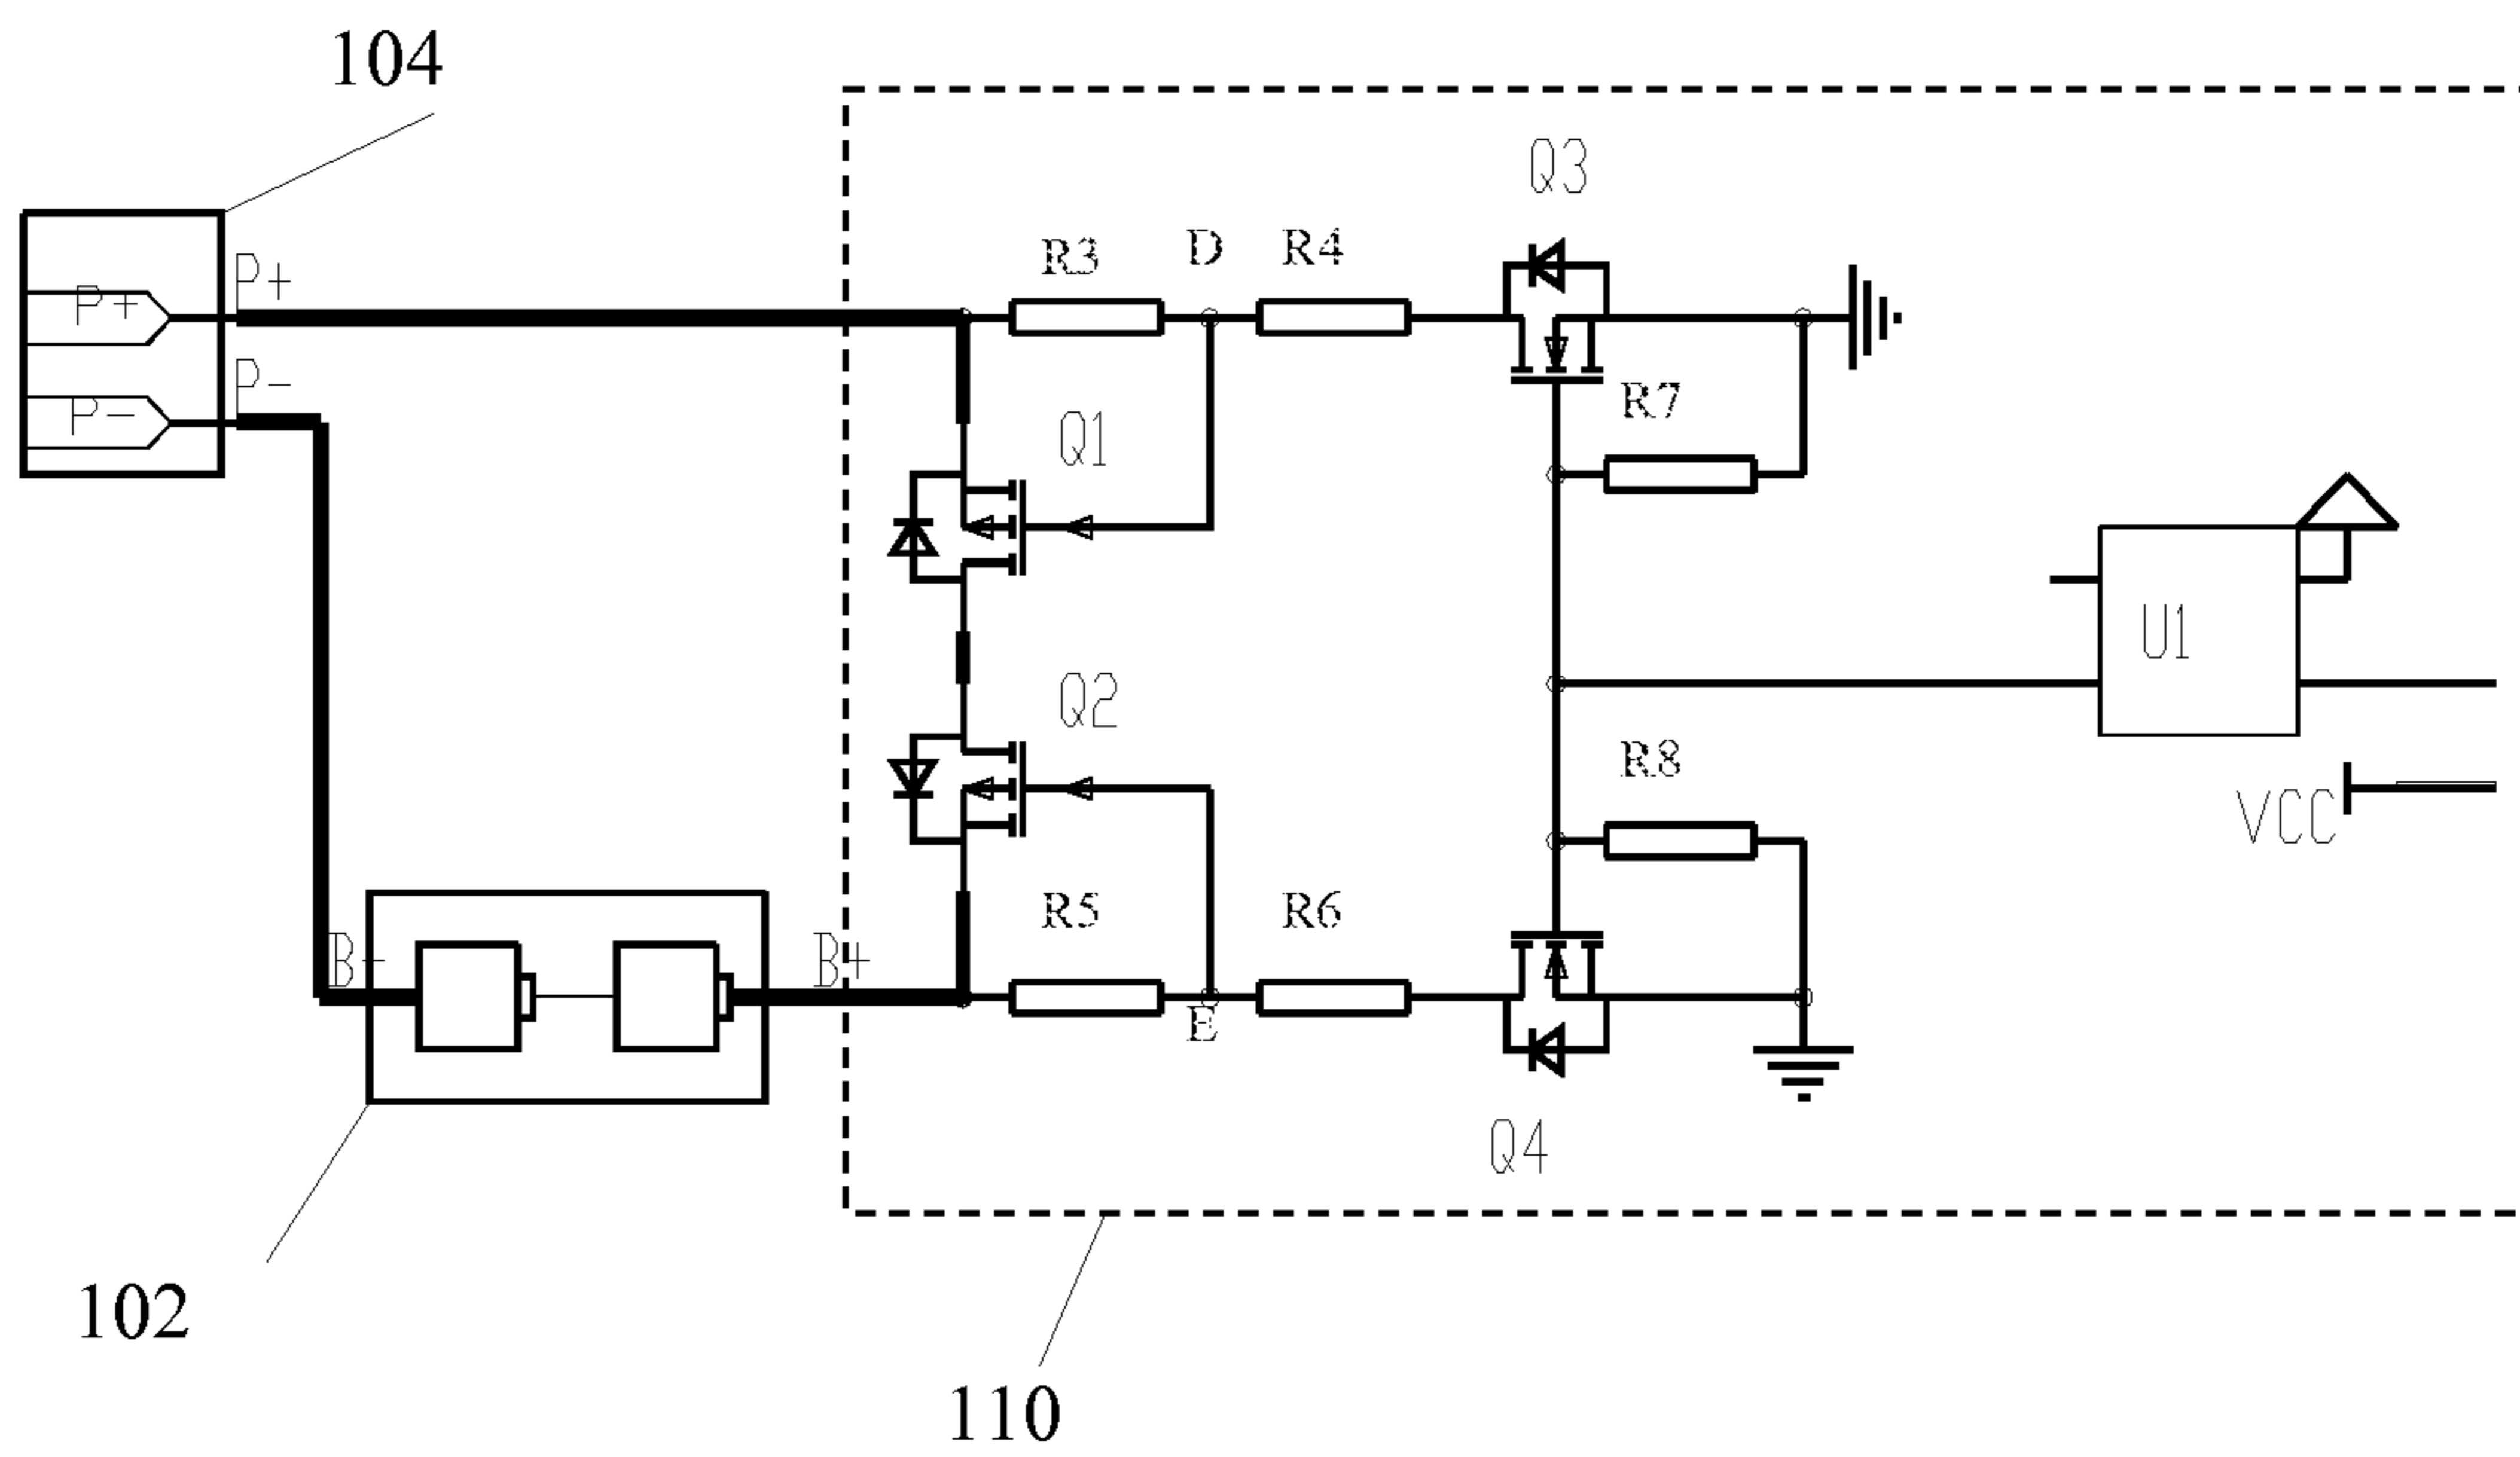 104
Q3
R3 D R4
P+
P+
P-
P-
R7
Q1
U1
Q2
R8
VCC
R5 R6
B-
B+
E
Q4
102
110